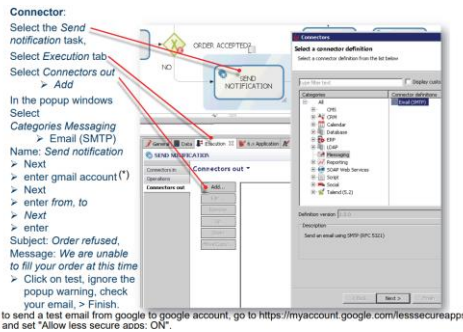 Connector:
Select the Send
notification task,
Select Execution tab
Select Connectors out
➢ Add
In the popup windows
Select
Categories Messaging
➢ Email (SMTP)
Name: Send notification
➢ Next
➢ enter gmail account (*)
➢ Next
➢ enter from, to
➢ Next
➢ enter
Subject: Order refused,
Message: We are unable
to fill your order at this time
➢ Click on test, ignore the
popup warning, check
your email, > Finish.
to send a test email from google to google account, go to https://myaccount.google.com/lesssecureapps
and set "Allow less secure apps: ON".
ORDER ACCEPTED?
NO
SEND
NOTIFICATION
General Data Execution Application
SEND NOTIFICATION
Connectors in
Operations
Connectors out
Connectors out
Add...
Connectors
Select a connector definition
Select a connector definition from the list below
type filter text
Display
Categories
All
CMS
CRM
Calendar
Database
ERP
LDAP
Messaging
Reporting
SOAP Web Services
Script
Social
Talend (5.2)
Connector definitions
Email (SMTP)
Definition version
Description
Send an email using SMTP (RFC 5321)
Next >